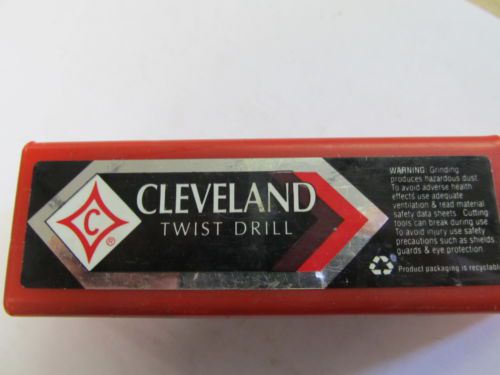 C
®
CLEVELAND
TWIST DRILL
WARNING: Grinding
produces hazardous dust.
To avoid adverse health
effects use adequate
ventilation & read material
safety data sheets. Cutting
tools can break during use.
To avoid injury use safety
precautions such as shields,
guards & eye protection.
Product packaging is recyclable